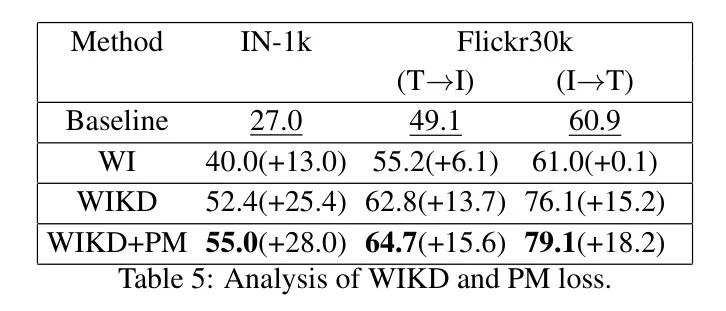 Method IN-1k Flickr30k
(T→I) (I→T)
Baseline 27.0 49.1 60.9
WI 40.0(+13.0) 55.2(+6.1) 61.0(+0.1)
WIKD 52.4(+25.4) 62.8(+13.7) 76.1(+15.2)
WIKD+PM 55.0(+28.0) 64.7(+15.6) 79.1(+18.2)
Table 5: Analysis of WIKD and PM loss.